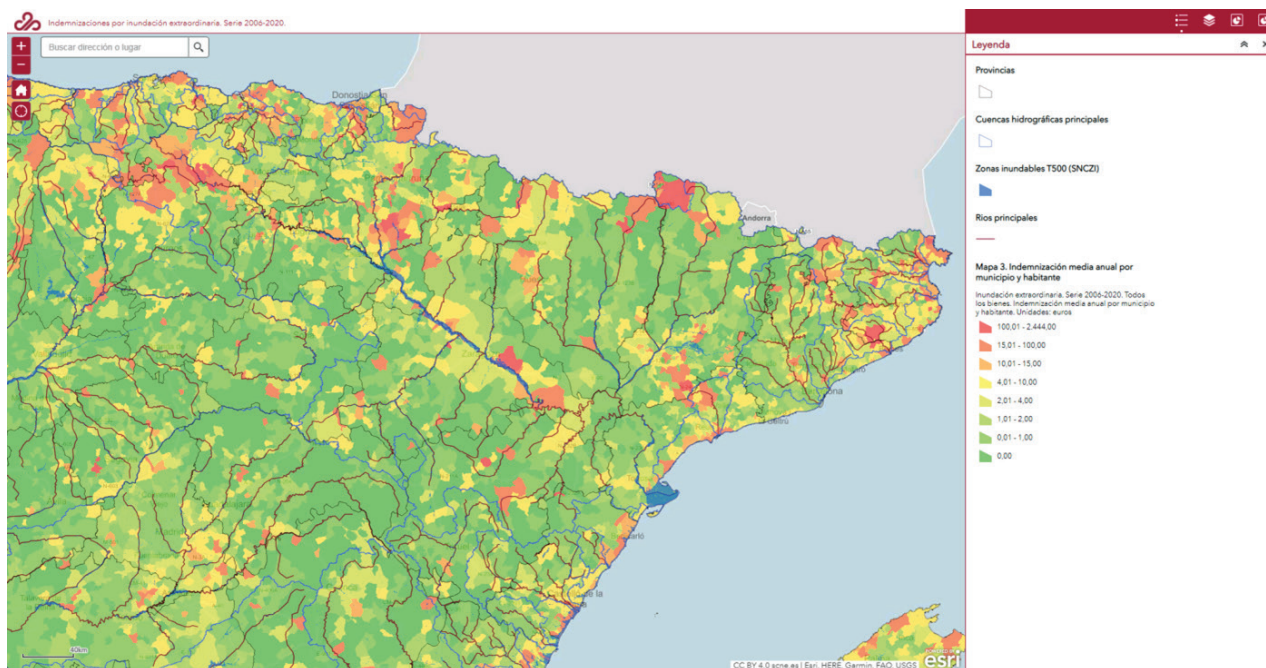 Indemnizaciones por inundación extraordinaria. Serie 2006-2020.
Buscar dirección o lugar
Donostia
Andorra
40km
CC BY 4.0 scne.es | Esri, HERE, Garmin, FAO, USGS
POWERED BY
esri
Leyenda
Provincias
Cuencas hidrográficas principales
Zonas inundables T500 (SNCZI)
Rios principales
Mapa 3. Indemnización media anual por
municipio y habitante
Inundación extraordinaria. Serie 2006-2020. Todos
los bienes. Indemnización media anual por municipio
y habitante. Unidades: euros
100,01 - 2.444,00
15,01 - 100,00
10,01 - 15,00
4,01 - 10,00
2,01 - 4,00
1,01 - 2,00
0,01 - 1,00
0,00